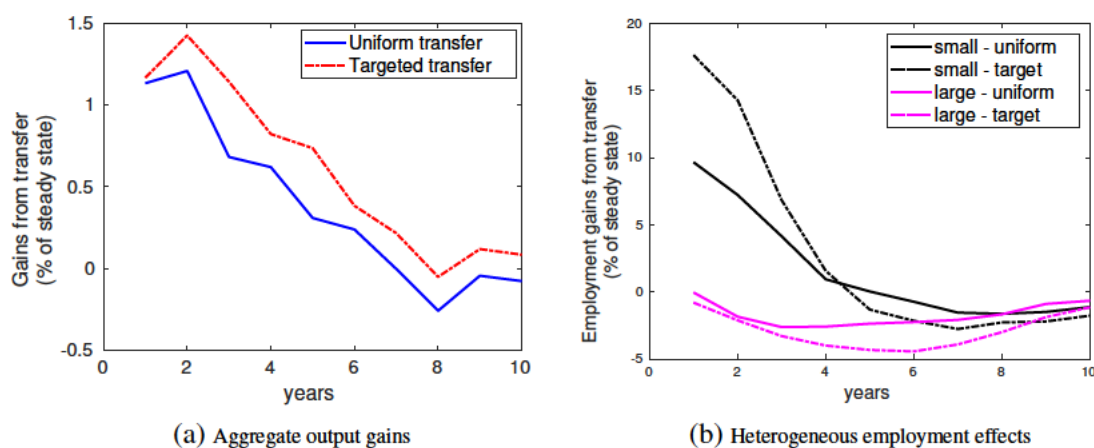 Gains from transfer
(% of steady state)
1.5
1
0.5
0
-0.5
Uniform transfer
Targeted transfer
0 2 4 6 8 10
years
(a) Aggregate output gains
Employment gains from transfer
(% of steady state)
20
15
10
5
0
-5
small - uniform
small - target
large - uniform
large - target
0 2 4 6 8 10
years
(b) Heterogeneous employment effects